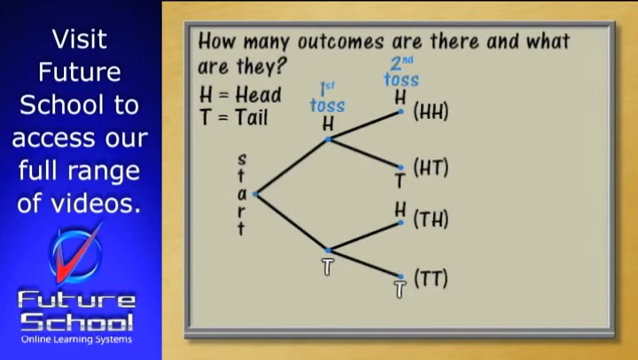 Visit
Future
School to
access our
full range
of videos.
Future
School
Online Learning Systems
How many outcomes are there and what
are they?
H = Head
T = Tail
1st
toss
2nd
toss
start
H
T
H (HH)
T (HT)
H (TH)
T (TT)